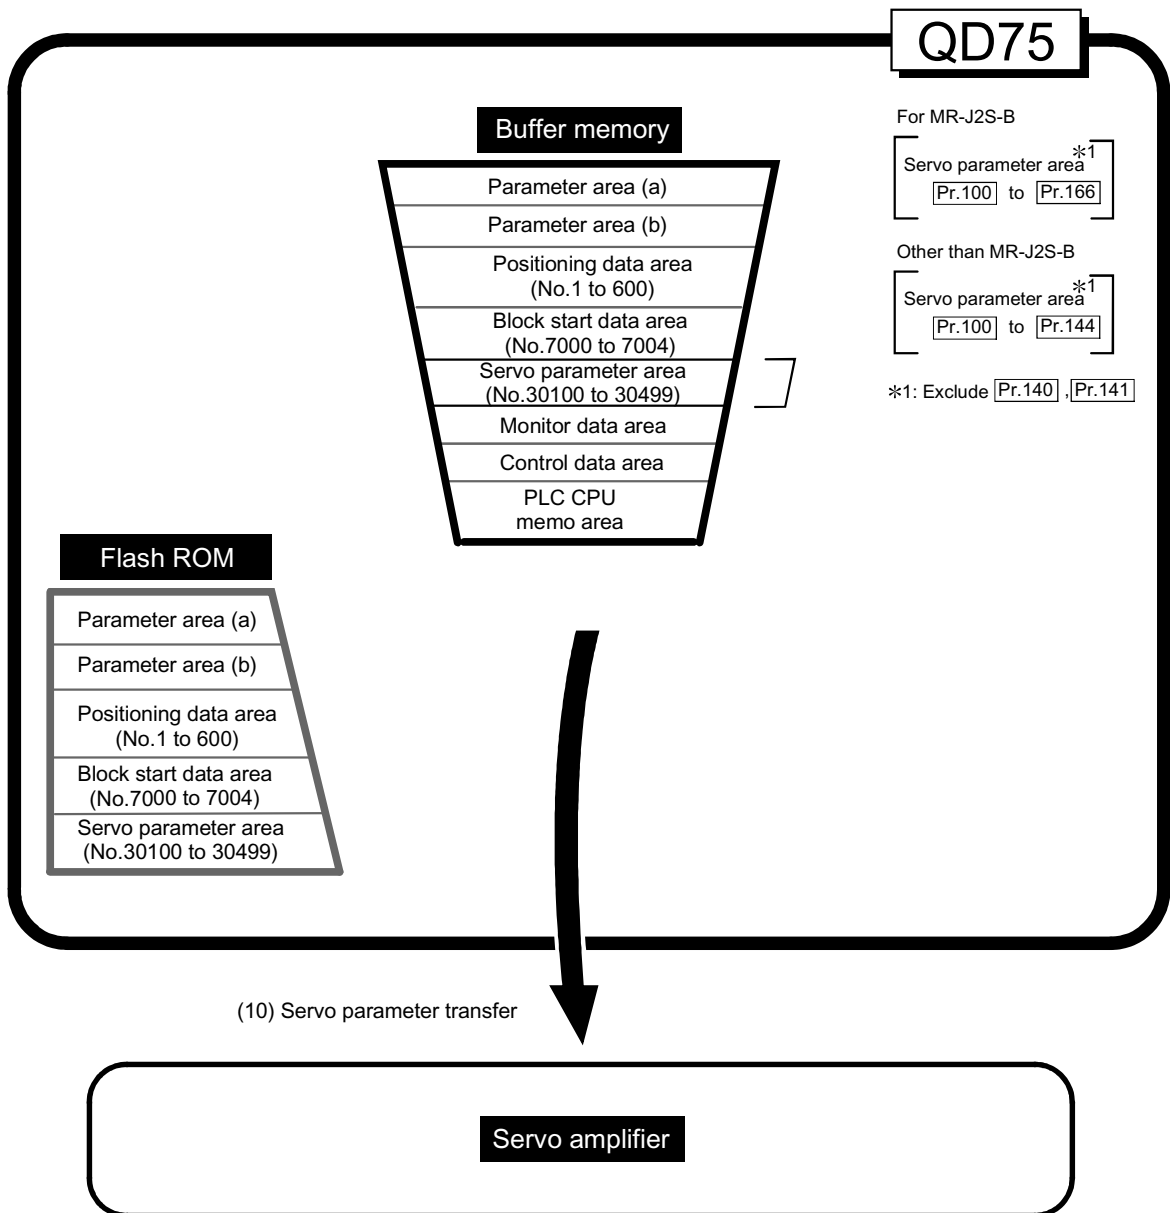 QD75
Buffer memory
Parameter area (a)
Parameter area (b)
Positioning data area
(No.1 to 600)
Block start data area
(No.7000 to 7004)
Servo parameter area
(No.30100 to 30499)
Monitor data area
Control data area
PLC CPU
memo area
For MR-J2S-B
Servo parameter area *1
Pr.100 to Pr.166
Other than MR-J2S-B
Servo parameter area *1
Pr.100 to Pr.144
*1: Exclude Pr.140 , Pr.141
Flash ROM
Parameter area (a)
Parameter area (b)
Positioning data area
(No.1 to 600)
Block start data area
(No.7000 to 7004)
Servo parameter area
(No.30100 to 30499)
(10) Servo parameter transfer
Servo amplifier